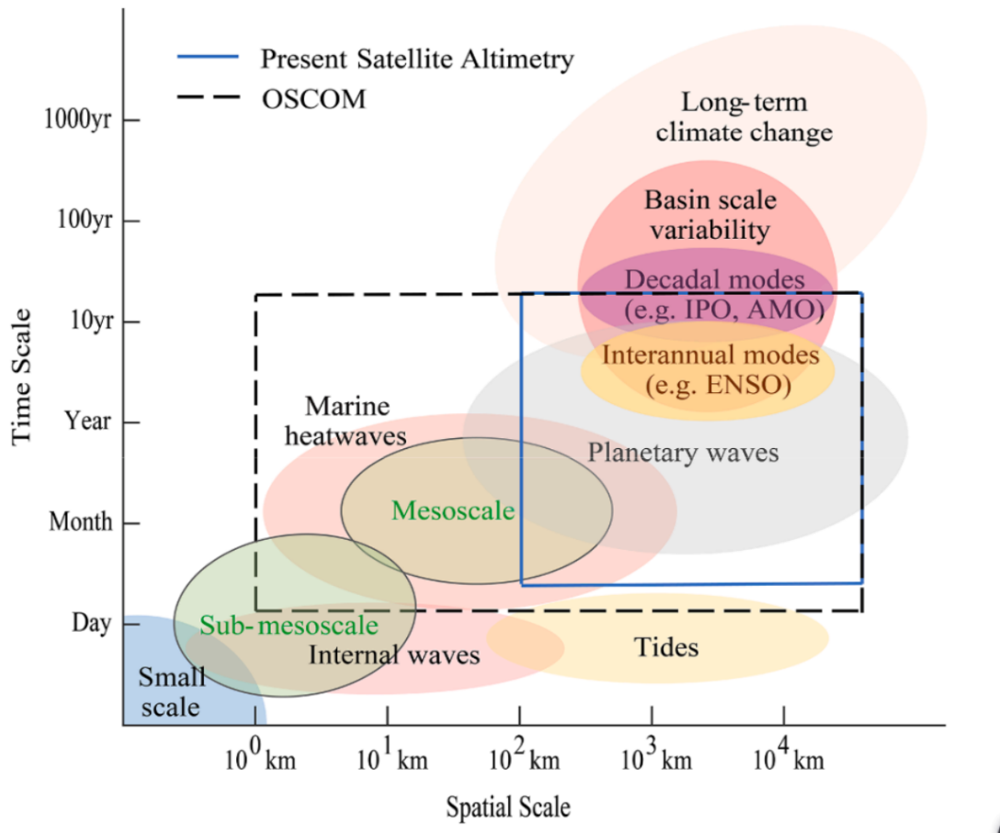 Present Satellite Altimetry
OSCOM
Long-term
climate change
1000yr
Basin scale
variability
100yr
Decadal modes
(e.g. IPO, AMO)
10yr
Interannual modes
(e.g. ENSO)
Time Scale
Marine
heatwaves
Year
Planetary waves
Mesoscale
Month
Day
Sub-mesoscale
Internal waves
Tides
Small
scale
10⁰ km
10¹ km
10² km
10³ km
10⁴ km
Spatial Scale